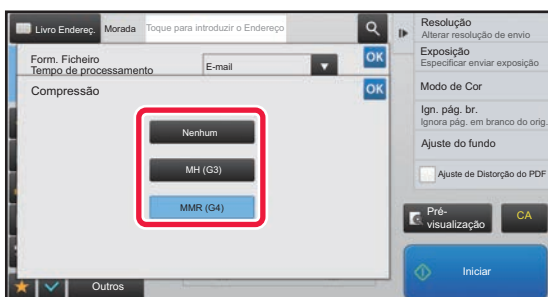 Livro Endereç.
Morada
Toque para introduzir o Endereço
Form. Ficheiro
Tempo de processamento
E-mail
OK
Compressão
OK
Nenhum
MH (G3)
MMR (G4)
Outros
Resolução
Alterar resolução de envio
Exposição
Especificar enviar exposição
Modo de Cor
Ign. pág. br.
Ignora pág. em branco do orig.
Ajuste do fundo
Ajuste de Distorção do PDF
Pré-
visualização
CA
Iniciar